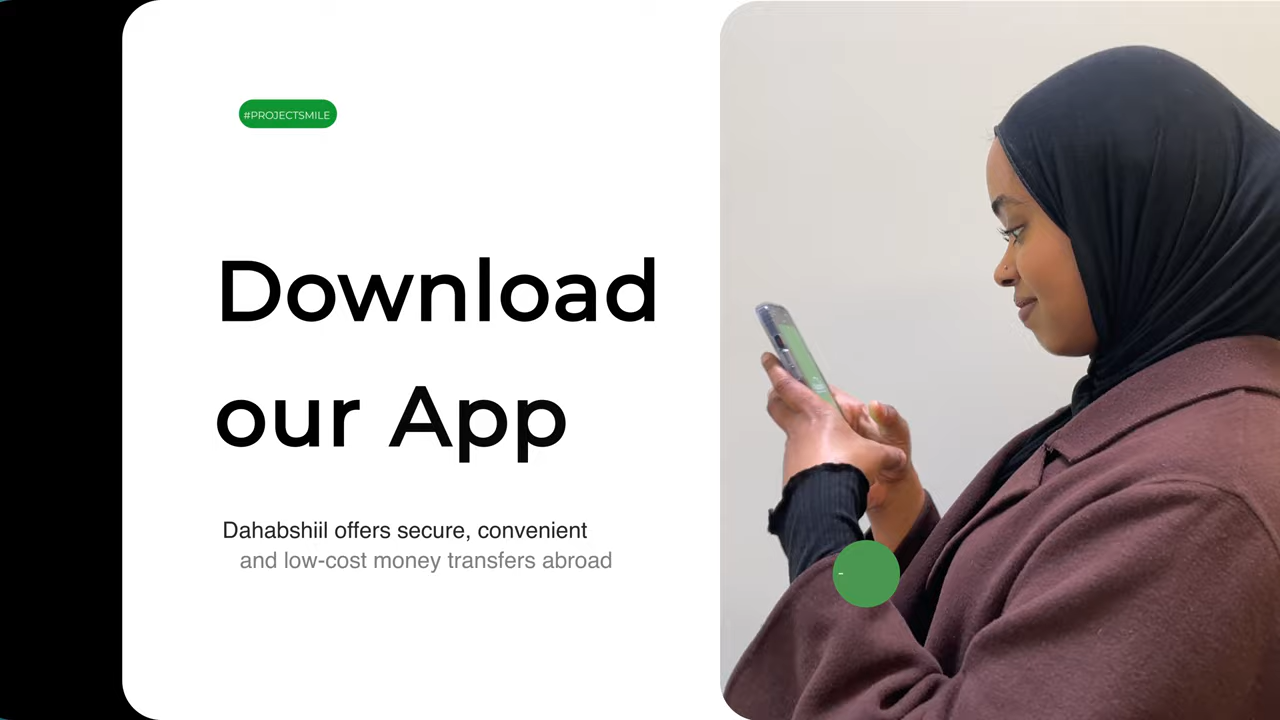 #PROJECTSMILE
Download
our App
Dahabshiil offers secure, convenient
and low-cost money transfers abroad
-